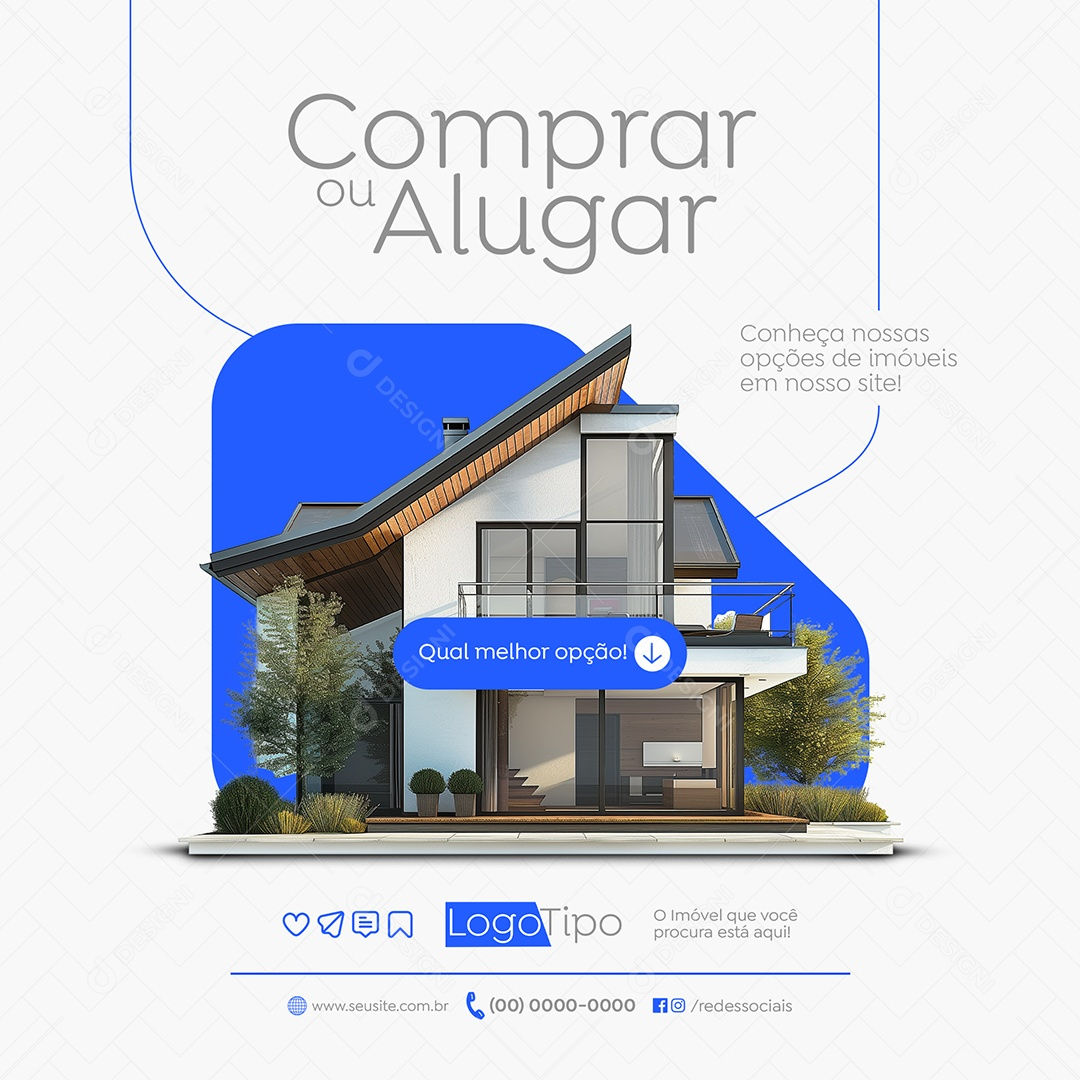 Comprar
ou Alugar
Conheça nossas
opções de imóveis
em nosso site!
Qual melhor opção!
LogoTipo
O Imóvel que você
procura está aqui!
www.seusite.com.br
(00) 0000-0000
/redessociais
DESIGNI